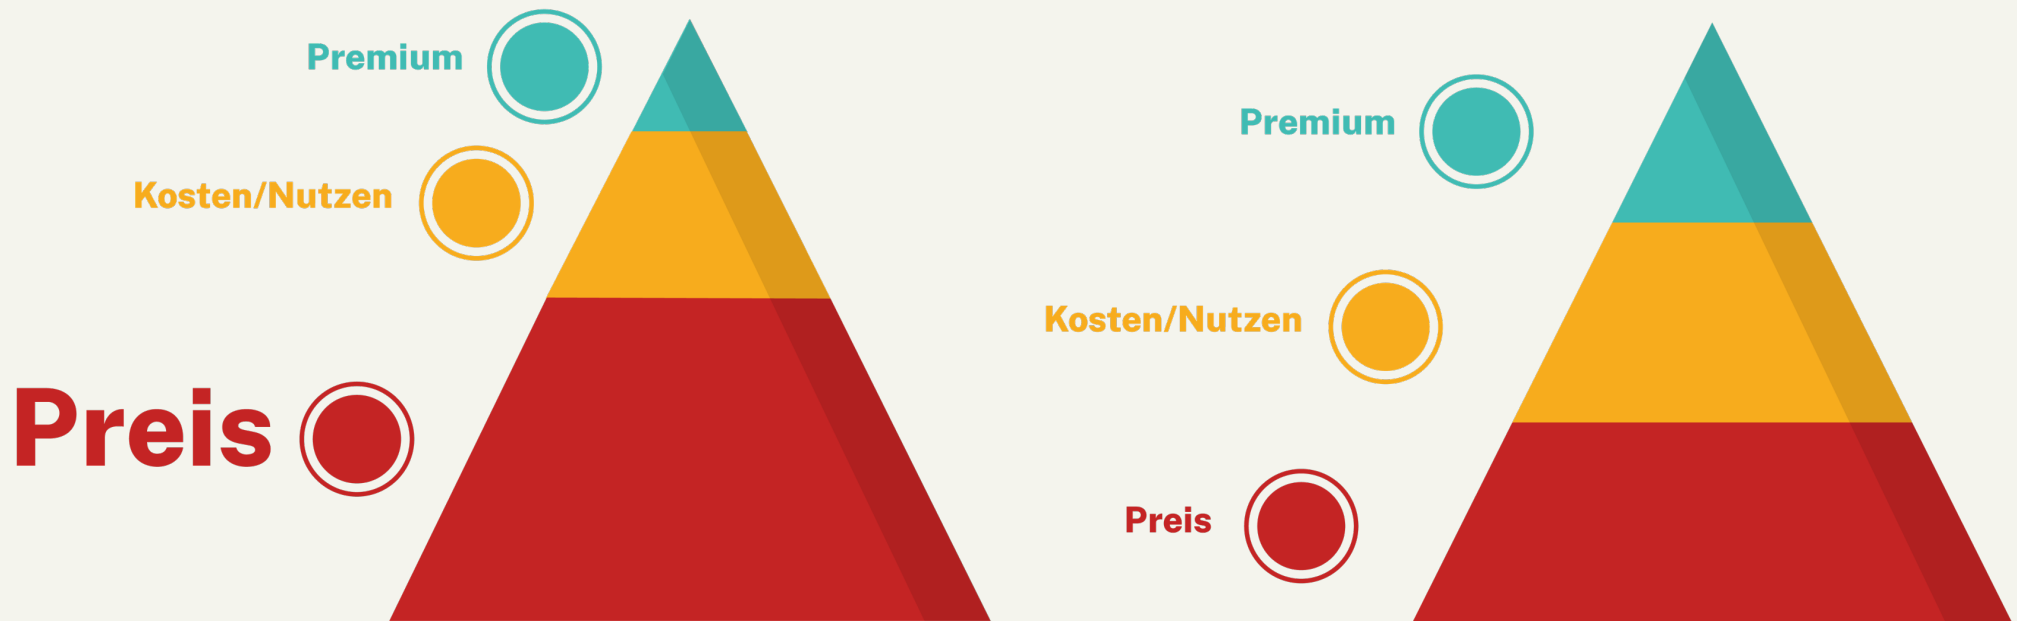 Premium
Kosten/Nutzen
Preis
Premium
Kosten/Nutzen
Preis